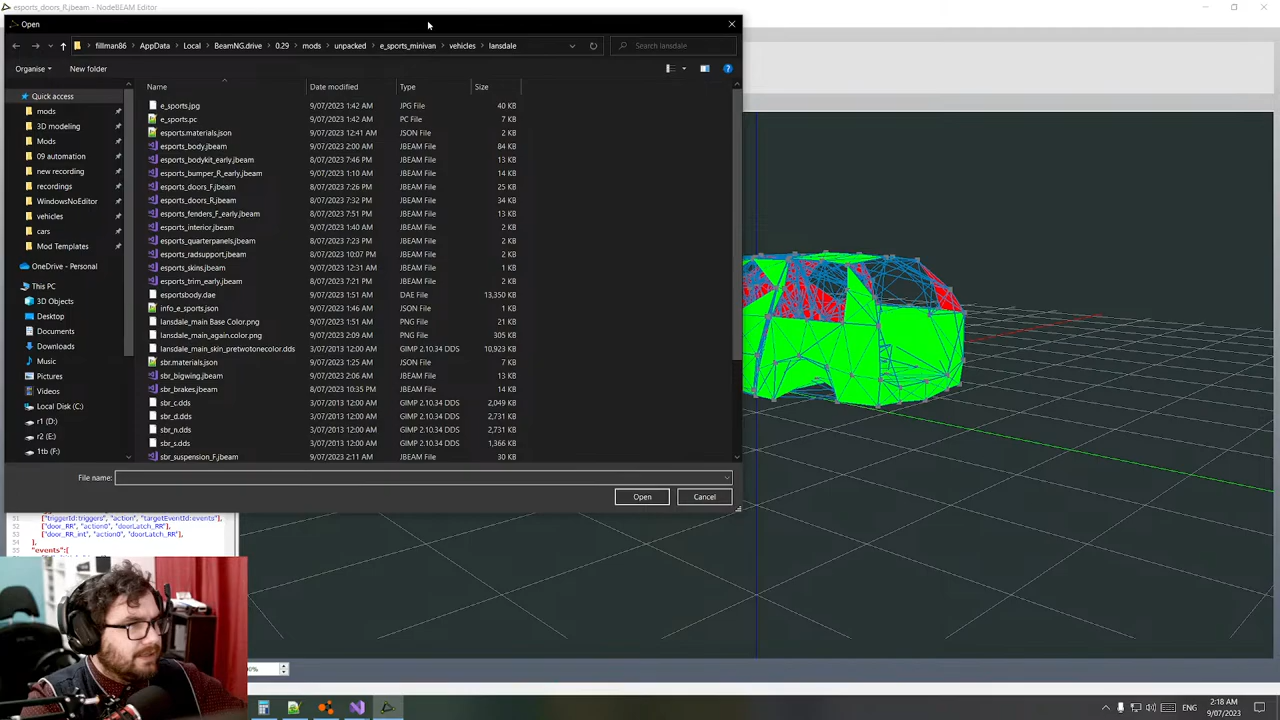 esports_doors_R.jbeam - NodeBEAM Editor
Open
fillman86 > AppData > Local > BeamNG.drive > 0.29 > mods > unpacked > e_sports_minivan > vehicles > lansdale
Search lansdale
Organise
New folder
Name
Date modified
Type
Size
Quick access
mods
3D modeling
Mods
09 automation
new recording
recordings
WindowsNoEditor
vehicles
cars
Mod Templates
OneDrive - Personal
This PC
3D Objects
Desktop
Documents
Downloads
Music
Pictures
Videos
Local Disk (C:)
r1 (D:)
r2 (E:)
1tb (F:)
e_sports.jpg 9/07/2023 1:42 AM JPG File 40 KB
e_sports.pc 9/07/2023 1:42 AM PC File 7 KB
esports.materials.json 9/07/2023 12:41 AM JSON File 2 KB
esports_body.jbeam 9/07/2023 2:00 AM JBEAM File 84 KB
esports_bodykit_early.jbeam 8/07/2023 7:46 PM JBEAM File 13 KB
esports_bumper_R_early.jbeam 9/07/2023 1:10 AM JBEAM File 14 KB
esports_doors_F.jbeam 8/07/2023 7:26 PM JBEAM File 25 KB
esports_doors_R.jbeam 8/07/2023 7:32 PM JBEAM File 34 KB
esports_fenders_F_early.jbeam 8/07/2023 7:51 PM JBEAM File 13 KB
esports_interior.jbeam 9/07/2023 1:40 AM JBEAM File 2 KB
esports_quarterpanels.jbeam 8/07/2023 7:23 PM JBEAM File 2 KB
esports_radsupport.jbeam 8/07/2023 10:07 PM JBEAM File 2 KB
esports_skins.jbeam 9/07/2023 12:31 AM JBEAM File 1 KB
esports_trim_early.jbeam 8/07/2023 7:21 PM JBEAM File 2 KB
esportsbody.dae 9/07/2023 1:51 AM DAE File 13,350 KB
info_e_sports.json 9/07/2023 1:46 AM JSON File 1 KB
lansdale_main Base Color.png 9/07/2023 1:51 AM PNG File 21 KB
lansdale_main_again.color.png 9/07/2023 2:09 AM PNG File 305 KB
lansdale_main_skin_pretwotonecolor.dds 3/07/2013 12:00 AM GIMP 2.10.34 DDS 10,923 KB
sbr.materials.json 9/07/2023 1:25 AM JSON File 7 KB
sbr_bigwing.jbeam 9/07/2023 2:06 AM JBEAM File 13 KB
sbr_brakes.jbeam 8/07/2023 10:35 PM JBEAM File 14 KB
sbr_c.dds 3/07/2013 12:00 AM GIMP 2.10.34 DDS 2,049 KB
sbr_d.dds 3/07/2013 12:00 AM GIMP 2.10.34 DDS 2,731 KB
sbr_n.dds 3/07/2013 12:00 AM GIMP 2.10.34 DDS 2,731 KB
sbr_s.dds 3/07/2013 12:00 AM GIMP 2.10.34 DDS 1,366 KB
sbr_suspension_F.jbeam 9/07/2023 2:11 AM JBEAM File 30 KB
File name:
Open
Cancel
51 ["triggerId:triggers", "action", "targetEventId:events"],
52 ["door_RR", "action0", "doorLatch_RR"],
53 ["door_RR_int", "action0", "doorLatch_RR"],
54 ],
55 "events":[
ENG
2:18 AM
9/07/2023